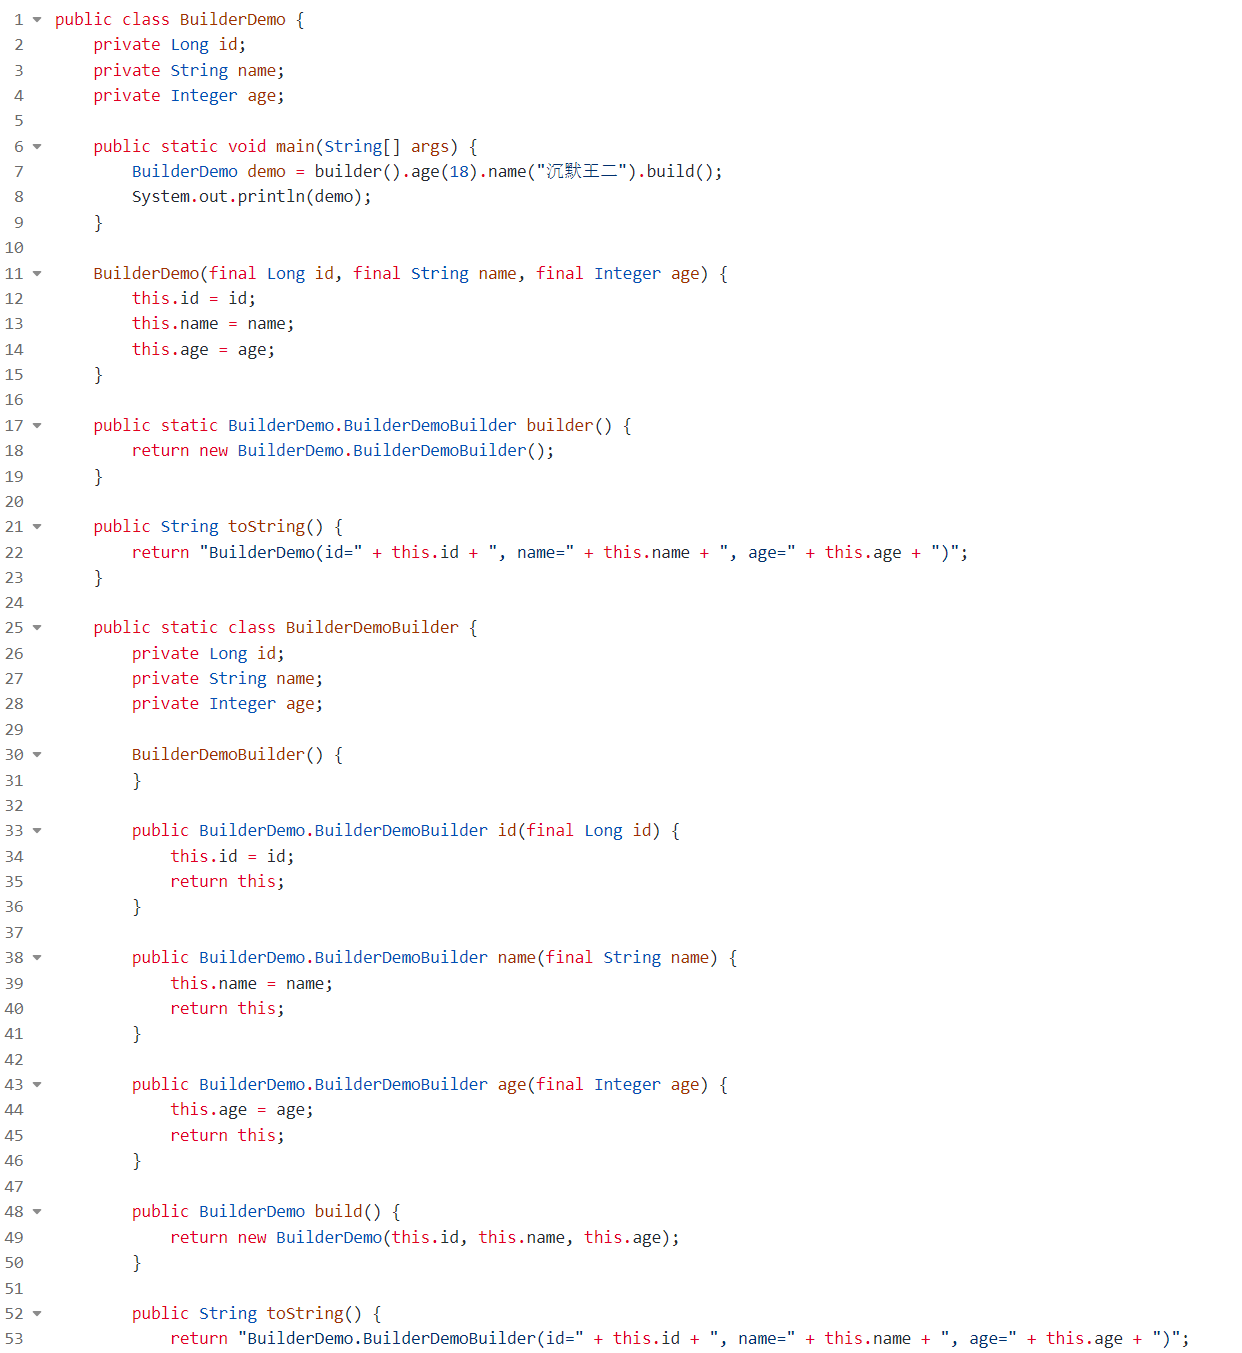 1 public class BuilderDemo {
2     private Long id;
3     private String name;
4     private Integer age;
5
6     public static void main(String[] args) {
7         BuilderDemo demo = builder().age(18).name("沉默王二").build();
8         System.out.println(demo);
9     }
10
11     BuilderDemo(final Long id, final String name, final Integer age) {
12         this.id = id;
13         this.name = name;
14         this.age = age;
15     }
16
17     public static BuilderDemo.BuilderDemoBuilder builder() {
18         return new BuilderDemo.BuilderDemoBuilder();
19     }
20
21     public String toString() {
22         return "BuilderDemo(id=" + this.id + ", name=" + this.name + ", age=" + this.age + ")";
23     }
24
25     public static class BuilderDemoBuilder {
26         private Long id;
27         private String name;
28         private Integer age;
29
30         BuilderDemoBuilder() {
31         }
32
33         public BuilderDemo.BuilderDemoBuilder id(final Long id) {
34             this.id = id;
35             return this;
36         }
37
38         public BuilderDemo.BuilderDemoBuilder name(final String name) {
39             this.name = name;
40             return this;
41         }
42
43         public BuilderDemo.BuilderDemoBuilder age(final Integer age) {
44             this.age = age;
45             return this;
46         }
47
48         public BuilderDemo build() {
49             return new BuilderDemo(this.id, this.name, this.age);
50         }
51
52         public String toString() {
53             return "BuilderDemo.BuilderDemoBuilder(id=" + this.id + ", name=" + this.name + ", age=" + this.age + ")";